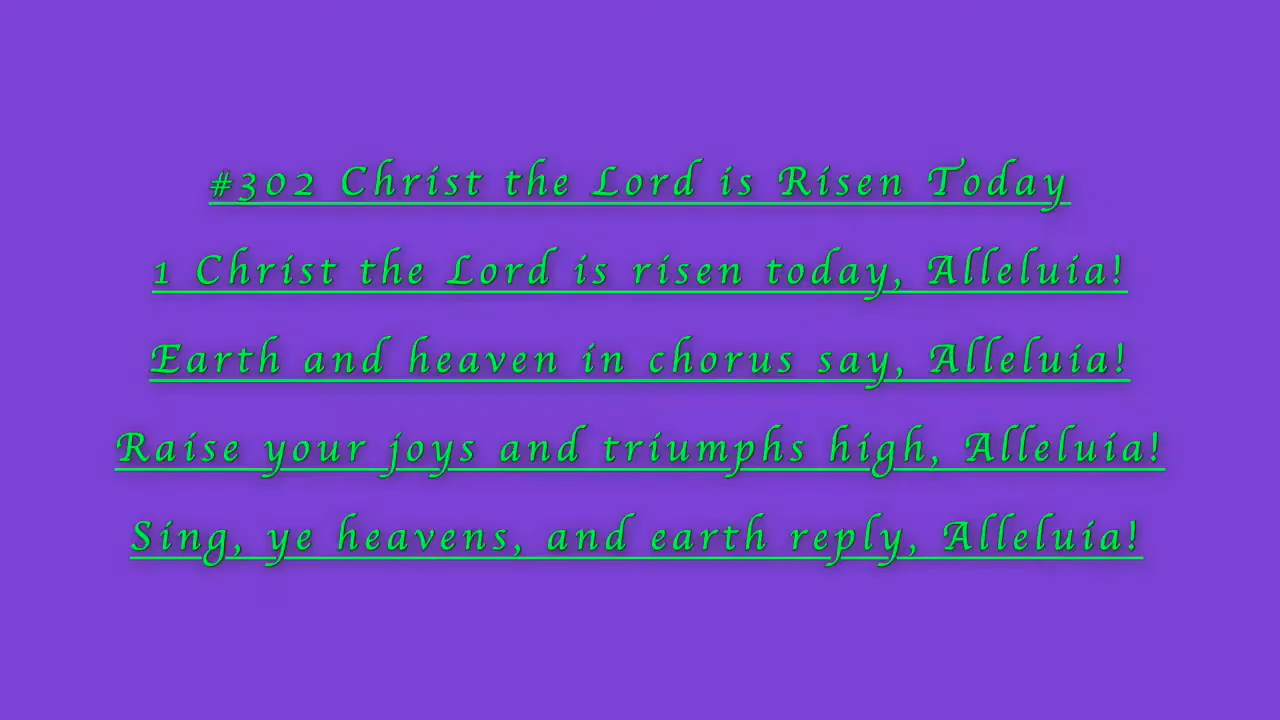 #302 Christ the Lord is Risen Today
1 Christ the Lord is risen today, Alleluia!
Earth and heaven in chorus say, Alleluia!
Raise your joys and triumphs high, Alleluia!
Sing, ye heavens, and earth reply, Alleluia!